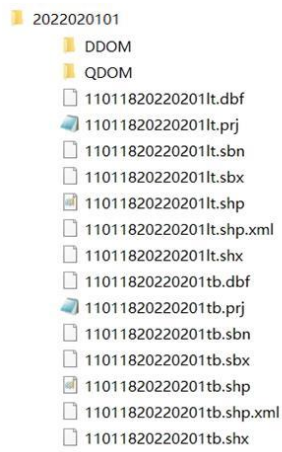 2022020101
DDOM
QDOM
11011820220201lt.dbf
11011820220201lt.prj
11011820220201lt.sbn
11011820220201lt.sbx
11011820220201lt.shp
11011820220201lt.shp.xml
11011820220201lt.shx
11011820220201tb.dbf
11011820220201tb.prj
11011820220201tb.sbn
11011820220201tb.sbx
11011820220201tb.shp
11011820220201tb.shp.xml
11011820220201tb.shx